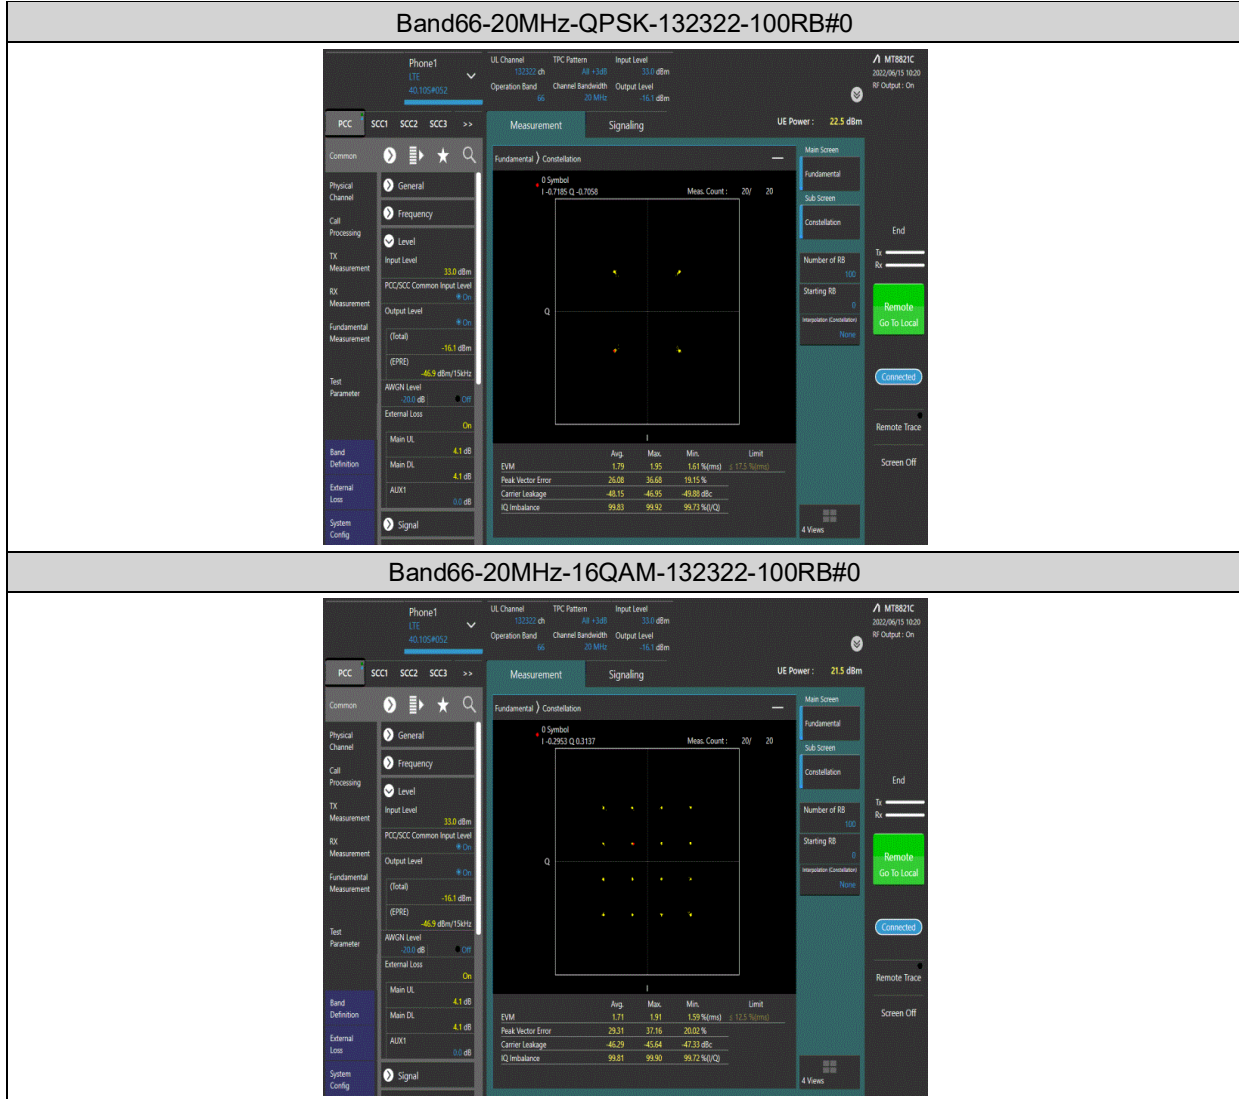 Band66-20MHz-QPSK-132322-100RB#0
Phone1
LTE
40.10S#052
UL Channel TPC Pattern Input Level
132322 ch All +3dB 33.0 dBm
Operation Band Channel Bandwidth Output Level
66 20 MHz -16.1 dBm
MT8821C
2022/06/15 10:20
RF Output : On
PCC SCC1 SCC2 SCC3 >>
Measurement Signaling
UE Power : 22.5 dBm
Common
Physical
Channel
Call
Processing
TX
Measurement
RX
Measurement
Fundamental
Measurement
Test
Parameter
Band
Definition
External
Loss
System
Config
General
Frequency
Level
Input Level
33.0 dBm
PCC/SCC Common Input Level
On
Output Level
On
(Total)
-16.1 dBm
(EPRE)
-46.9 dBm/15kHz
AWGN Level
-20.0 dB Off
External Loss
On
Main UL
4.1 dB
Main DL
4.1 dB
AUX1
0.0 dB
Signal
Fundamental Constellation
0 Symbol
I -0.7185 Q -0.7058 Meas. Count : 20/ 20
Q
I
Avg. Max. Min. Limit
EVM 1.79 1.95 1.61 %(rms) ≤ 17.5 %(rms)
Peak Vector Error 26.08 36.68 19.15 %
Carrier Leakage -48.15 -46.95 -49.88 dBc
IQ Imbalance 99.83 99.92 99.73 %(I/Q)
Main Screen
Fundamental
Sub Screen
Constellation
Number of RB
100
Starting RB
0
Interpolation (Constellation)
None
4 Views
End
Tx
Rx
Remote
Go To Local
Connected
Remote Trace
Screen Off
Band66-20MHz-16QAM-132322-100RB#0
Phone1
LTE
40.10S#052
UL Channel TPC Pattern Input Level
132322 ch All +3dB 33.0 dBm
Operation Band Channel Bandwidth Output Level
66 20 MHz -16.1 dBm
MT8821C
2022/06/15 10:20
RF Output : On
PCC SCC1 SCC2 SCC3 >>
Measurement Signaling
UE Power : 21.5 dBm
Common
Physical
Channel
Call
Processing
TX
Measurement
RX
Measurement
Fundamental
Measurement
Test
Parameter
Band
Definition
External
Loss
System
Config
General
Frequency
Level
Input Level
33.0 dBm
PCC/SCC Common Input Level
On
Output Level
On
(Total)
-16.1 dBm
(EPRE)
-46.9 dBm/15kHz
AWGN Level
-20.0 dB Off
External Loss
On
Main UL
4.1 dB
Main DL
4.1 dB
AUX1
0.0 dB
Signal
Fundamental Constellation
0 Symbol
I -0.2953 Q 0.3137 Meas. Count : 20/ 20
Q
I
Avg. Max. Min. Limit
EVM 1.71 1.91 1.59 %(rms) ≤ 12.5 %(rms)
Peak Vector Error 29.31 37.16 20.02 %
Carrier Leakage -46.29 -45.64 -47.33 dBc
IQ Imbalance 99.81 99.90 99.72 %(I/Q)
Main Screen
Fundamental
Sub Screen
Constellation
Number of RB
100
Starting RB
0
Interpolation (Constellation)
None
4 Views
End
Tx
Rx
Remote
Go To Local
Connected
Remote Trace
Screen Off